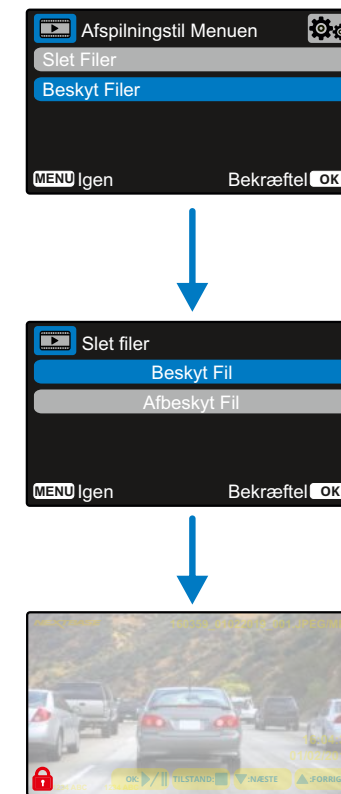 Afspilningstil Menuen
Slet Filer
Beskyt Filer
MENU Igen Bekræftel OK
Slet filer
Beskyt Fil
Afbeskyt Fil
MENU Igen Bekræftel OK
OK: TILSTAND: :NÆSTE :FORRIG